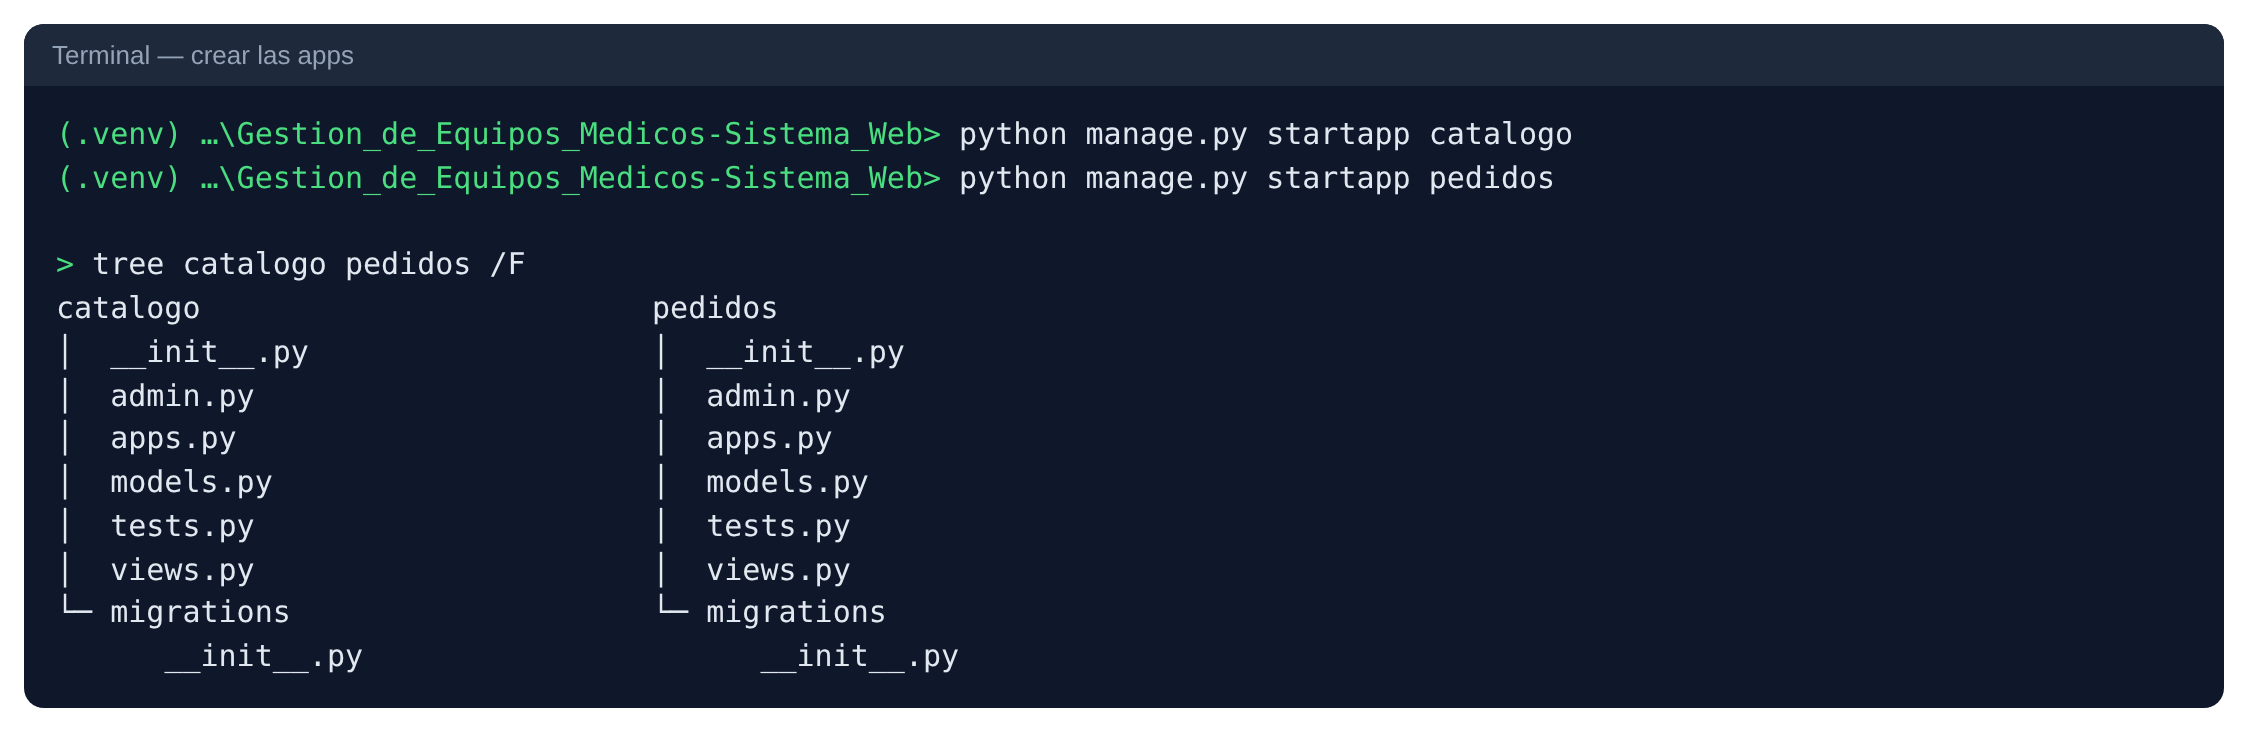 Terminal — crear las apps
(.venv) …\Gestion_de_Equipos_Medicos-Sistema_Web> python manage.py startapp catalogo
(.venv) …\Gestion_de_Equipos_Medicos-Sistema_Web> python manage.py startapp pedidos
> tree catalogo pedidos /F
catalogo                         pedidos
│  __init__.py                   │  __init__.py
│  admin.py                      │  admin.py
│  apps.py                       │  apps.py
│  models.py                     │  models.py
│  tests.py                      │  tests.py
│  views.py                      │  views.py
└─ migrations                    └─ migrations
      __init__.py                      __init__.py